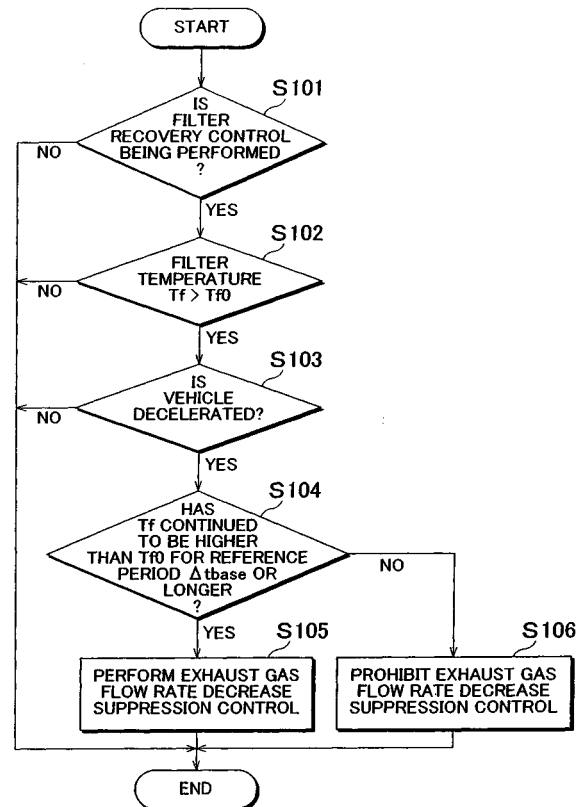 START
S101
IS
FILTER
RECOVERY CONTROL
BEING PERFORMED
?
NO
YES
S102
FILTER
TEMPERATURE
Tf > Tf0
NO
YES
S103
IS
VEHICLE
DECELERATED?
NO
YES
S104
HAS
Tf CONTINUED
TO BE HIGHER
THAN Tf0 FOR REFERENCE
PERIOD Δtbase OR
LONGER
?
NO
YES
S105
PERFORM EXHAUST GAS
FLOW RATE DECREASE
SUPPRESSION CONTROL
S106
PROHIBIT EXHAUST GAS
FLOW RATE DECREASE
SUPPRESSION CONTROL
END